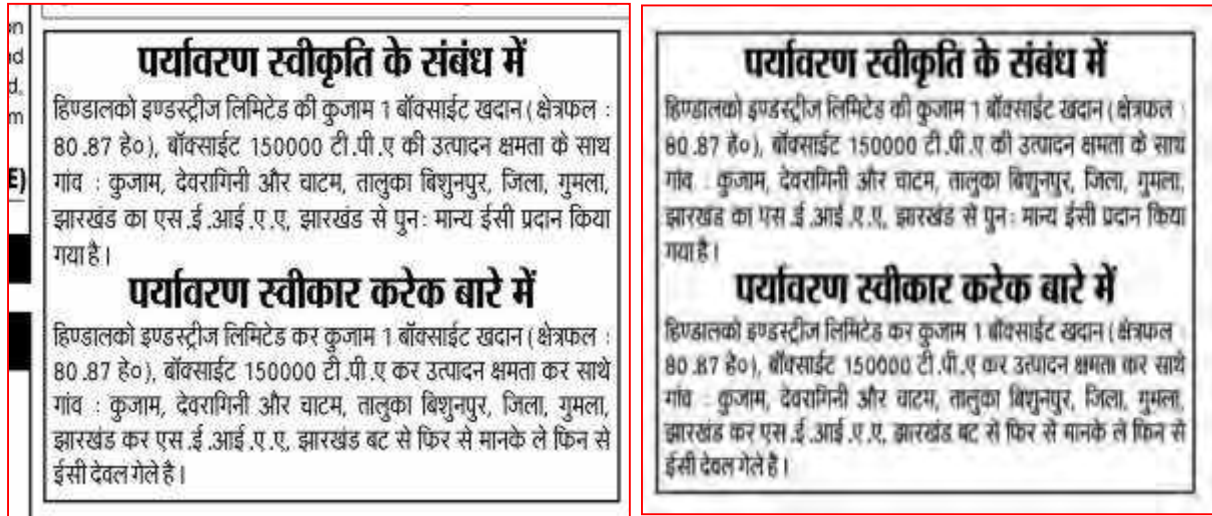 on
nd
d.
m
E)
पर्यावरण स्वीकृति के संबंध में
हिण्डालको इण्डस्ट्रीज लिमिटेड की कुजाम 1 बॉक्साईट खदान (क्षेत्रफल :
80.87 हे०), बॉक्साईट 150000 टी.पी.ए की उत्पादन क्षमता के साथ
गांव : कुजाम, देवरागिनी और चाटम, तालुका बिशुनपुर, जिला, गुमला,
झारखंड का एस.ई.आई.ए.ए, झारखंड से पुनः मान्य ईसी प्रदान किया
गया है।
पर्यावरण स्वीकार करेक बारे में
हिण्डालको इण्डस्ट्रीज लिमिटेड कर कुजाम 1 बॉक्साईट खदान (क्षेत्रफल :
80.87 हे०), बॉक्साईट 150000 टी.पी.ए कर उत्पादन क्षमता कर साथे
गांव : कुजाम, देवरागिनी और चाटम, तालुका बिशुनपुर, जिला, गुमला,
झारखंड कर एस.ई.आई.ए.ए, झारखंड बट से फिर से मानके ले फिन से
ईसी देवल गेले है।
पर्यावरण स्वीकृति के संबंध में
हिण्डालको इण्डस्ट्रीज लिमिटेड की कुजाम 1 बॉक्साईट खदान (क्षेत्रफल :
80.87 हे०), बॉक्साईट 150000 टी.पी.ए की उत्पादन क्षमता के साथ
गांव : कुजाम, देवरागिनी और चाटम, तालुका बिशुनपुर, जिला, गुमला,
झारखंड का एस.ई.आई.ए.ए, झारखंड से पुनः मान्य ईसी प्रदान किया
गया है।
पर्यावरण स्वीकार करेक बारे में
हिण्डालको इण्डस्ट्रीज लिमिटेड कर कुजाम 1 बॉक्साईट खदान (क्षेत्रफल :
80.87 हे०), बॉक्साईट 150000 टी.पी.ए कर उत्पादन क्षमता कर साथे
गांव : कुजाम, देवरागिनी और चाटम, तालुका बिशुनपुर, जिला, गुमला,
झारखंड कर एस.ई.आई.ए.ए, झारखंड बट से फिर से मानके ले फिन से
ईसी देवल गेले है।